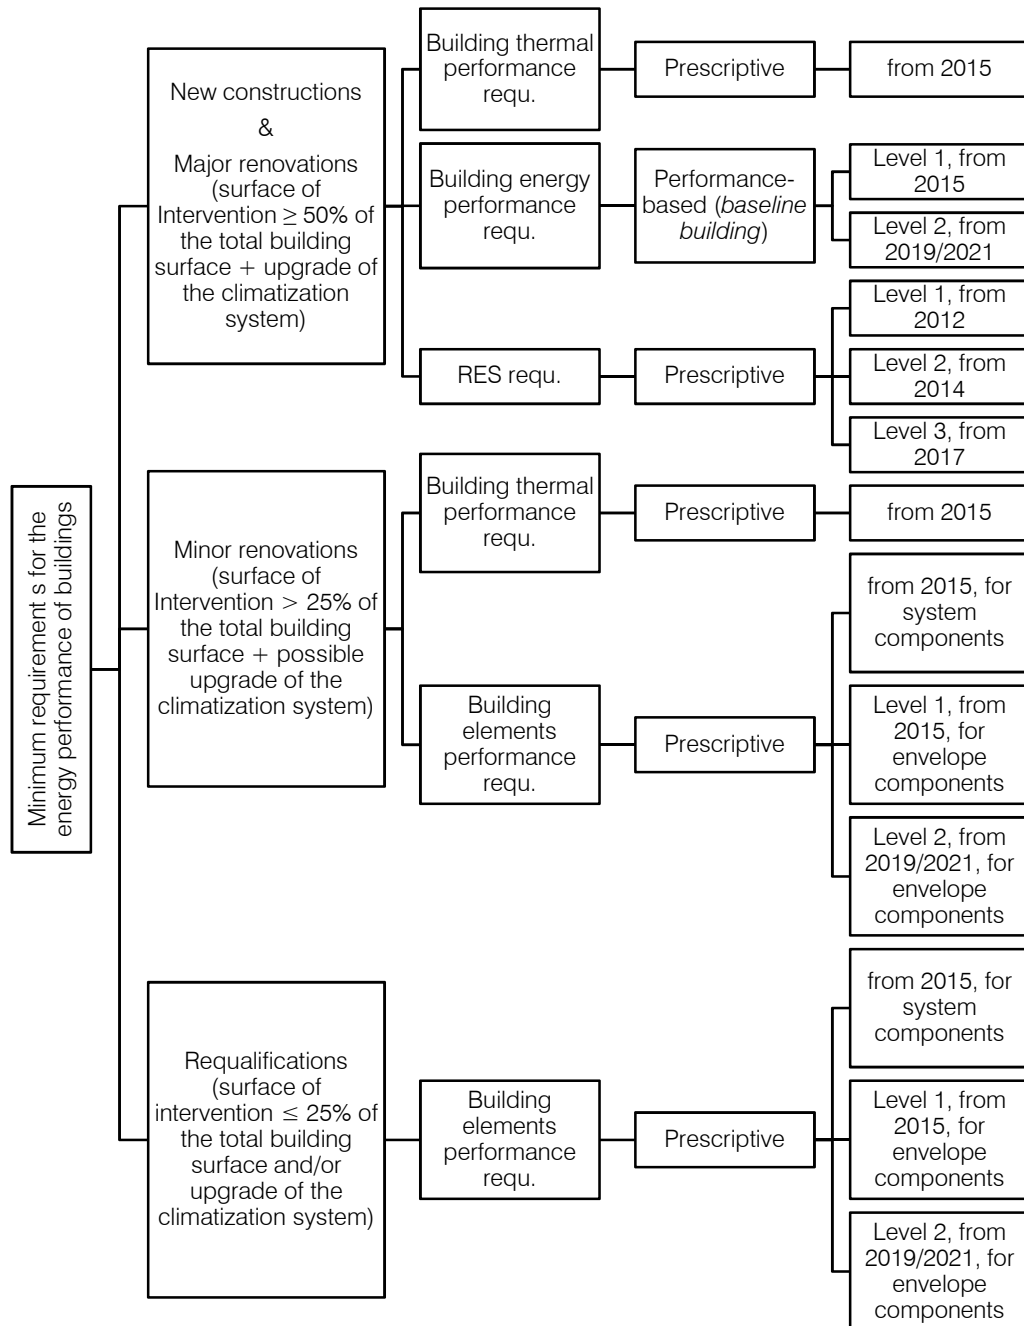 Minimum requirement s for the
energy performance of buildings
New constructions
&
Major renovations
(surface of
Intervention ≥ 50% of
the total building
surface + upgrade of
the climatization
system)
Building thermal
performance
requ.
Prescriptive
from 2015
Building energy
performance
requ.
Performance-
based (baseline
building)
Level 1, from
2015
Level 2, from
2019/2021
RES requ.
Prescriptive
Level 1, from
2012
Level 2, from
2014
Level 3, from
2017
Minor renovations
(surface of
Intervention > 25% of
the total building
surface + possible
upgrade of the
climatization system)
Building thermal
performance
requ.
Prescriptive
from 2015
Building
elements
performance
requ.
Prescriptive
from 2015, for
system
components
Level 1, from
2015, for
envelope
components
Level 2, from
2019/2021, for
envelope
components
Requalifications
(surface of
intervention ≤ 25% of
the total building
surface and/or
upgrade of the
climatization system)
Building
elements
performance
requ.
Prescriptive
from 2015, for
system
components
Level 1, from
2015, for
envelope
components
Level 2, from
2019/2021, for
envelope
components